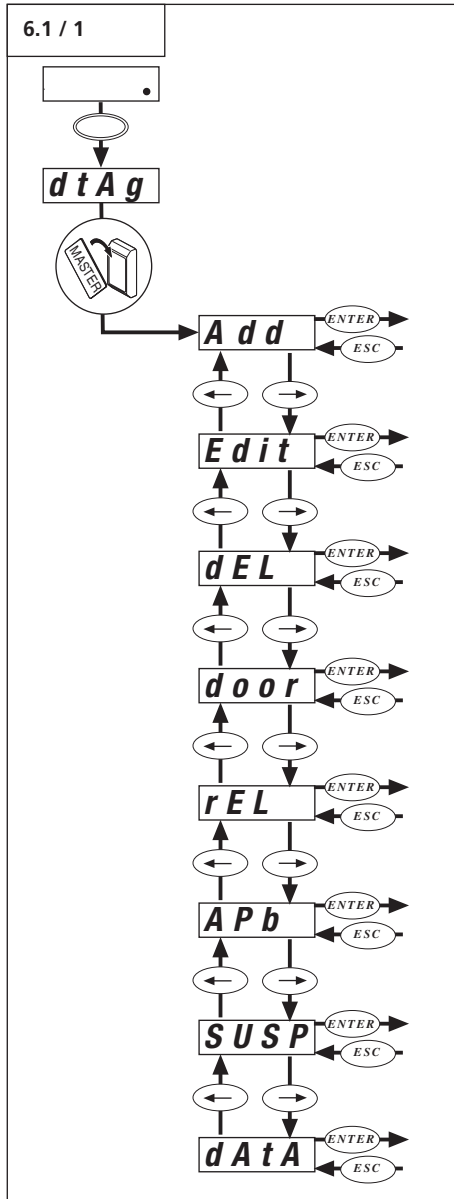 6.1 / 1
dtAg
MASTER
Add
ENTER
ESC
Edit
ENTER
ESC
dEL
ENTER
ESC
door
ENTER
ESC
rEL
ENTER
ESC
APb
ENTER
ESC
SUSP
ENTER
ESC
dAtA
ENTER
ESC